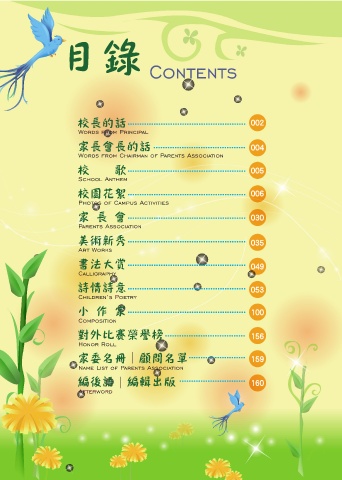 目錄 CONTENTS
校長的話 002
WORDS FROM PRINCIPAL
家長會長的話 004
WORDS FROM CHAIRMAN OF PARENTS ASSOCIATION
校 歌 005
SCHOOL ANTHEM
校園花絮 006
PHOTOS OF CAMPUS ACTIVITIES
家長會 030
PARENTS ASSOCIATION
美術新秀 035
ART WORKS
書法大賞 049
CALLIGRAPHY
詩情詩意 053
CHILDREN'S POETRY
小作家 100
COMPOSITION
對外比賽榮譽榜 156
HONOR ROLL
家委名冊｜顧問名單 159
NAME LIST OF PARENTS ASSOCIATION
編後語｜編輯出版 160
AFTERWORD